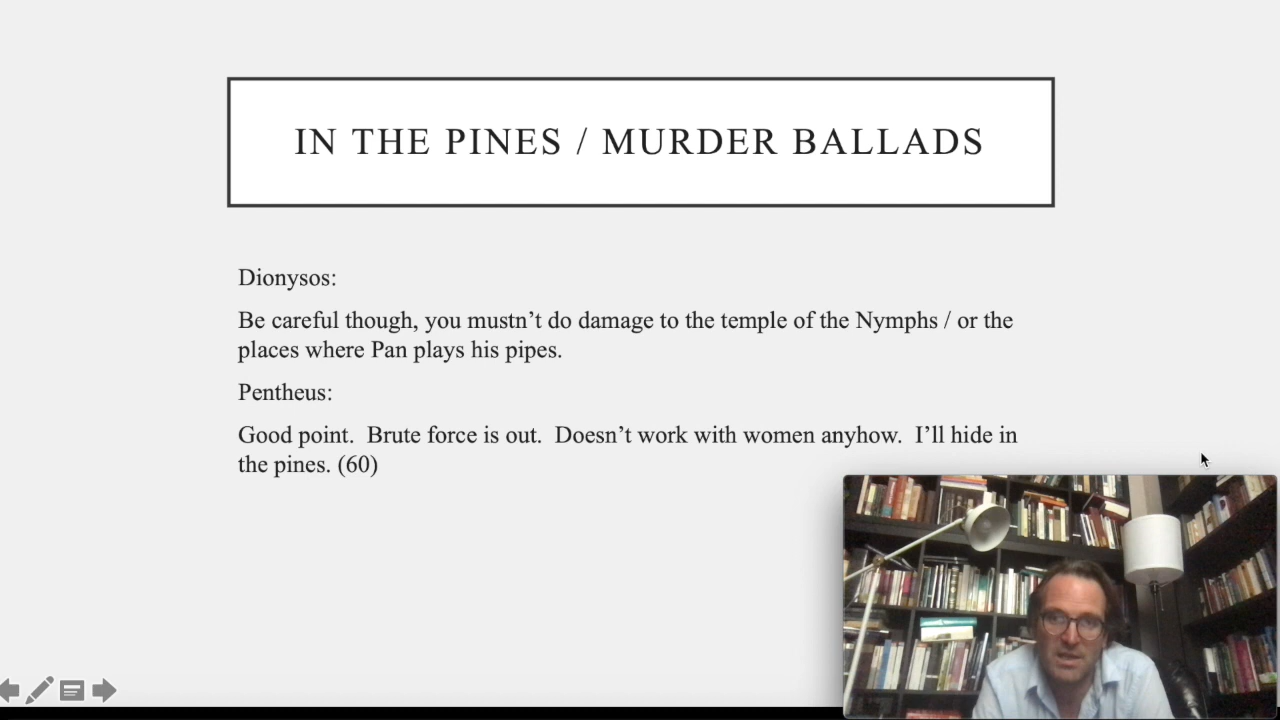 IN THE PINES / MURDER BALLADS
Dionysos:
Be careful though, you mustn’t do damage to the temple of the Nymphs / or the
places where Pan plays his pipes.
Pentheus:
Good point.  Brute force is out.  Doesn’t work with women anyhow.  I’ll hide in
the pines. (60)